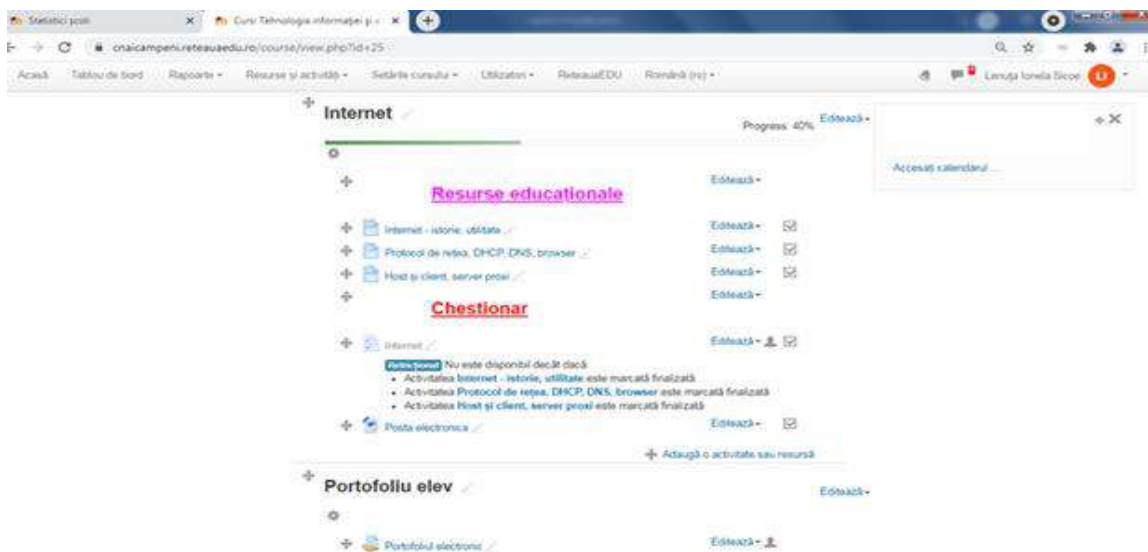 Statistici școli
Curs: Tehnologia informației și c
cnaicampeni.reteauaedu.ro/course/view.php?id=25
Acasă Tablou de bord Rapoarte Resurse și activități Setările cursului Utilizatori ReteauaEDU Română (ro) Lenuța Ionela Sicoe LI
Internet
Progress: 40% Editează
Accesați calendarul ...
Resurse educaționale Editează
Internet - istorie, utilitate Editează
Protocol de rețea, DHCP, DNS, browser Editează
Host și client, server proxi Editează
Chestionar Editează
Internet Editează
Restricționat Nu este disponibil decât dacă:
• Activitatea Internet - istorie, utilitate este marcată finalizată
• Activitatea Protocol de rețea, DHCP, DNS, browser este marcată finalizată
• Activitatea Host și client, server proxi este marcată finalizată
Posta electronica Editează
Adaugă o activitate sau resursă
Portofoliu elev Editează
Portofoliul electronic Editează